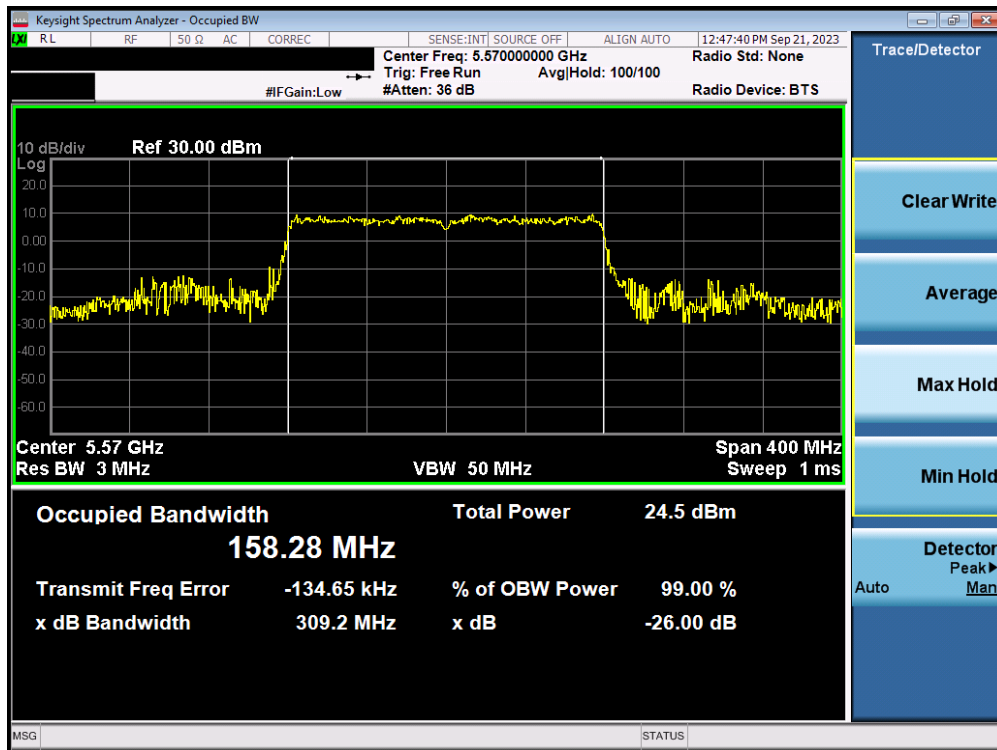 Keysight Spectrum Analyzer - Occupied BW
LXI RL RF 50 Ω AC CORREC SENSE:INT SOURCE OFF ALIGN AUTO 12:47:40 PM Sep 21, 2023
Center Freq: 5.570000000 GHz Radio Std: None
Trig: Free Run Avg|Hold: 100/100
#IFGain:Low #Atten: 36 dB Radio Device: BTS
10 dB/div Ref 30.00 dBm
Log
20.0
10.0
0.00
-10.0
-20.0
-30.0
-40.0
-50.0
-60.0
Center 5.57 GHz Span 400 MHz
Res BW 3 MHz VBW 50 MHz Sweep 1 ms
Occupied Bandwidth Total Power 24.5 dBm
158.28 MHz
Transmit Freq Error -134.65 kHz % of OBW Power 99.00 %
x dB Bandwidth 309.2 MHz x dB -26.00 dB
MSG STATUS
Trace/Detector
Clear Write
Average
Max Hold
Min Hold
Detector
Peak▶
Auto Man